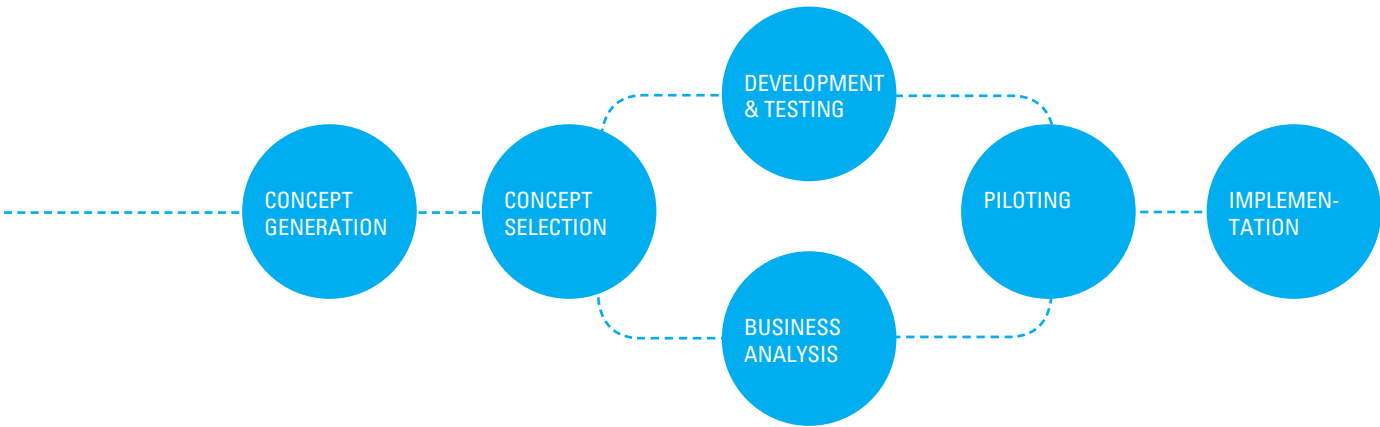 CONCEPT
GENERATION
CONCEPT
SELECTION
DEVELOPMENT
& TESTING
BUSINESS
ANALYSIS
PILOTING
IMPLEMEN-
TATION